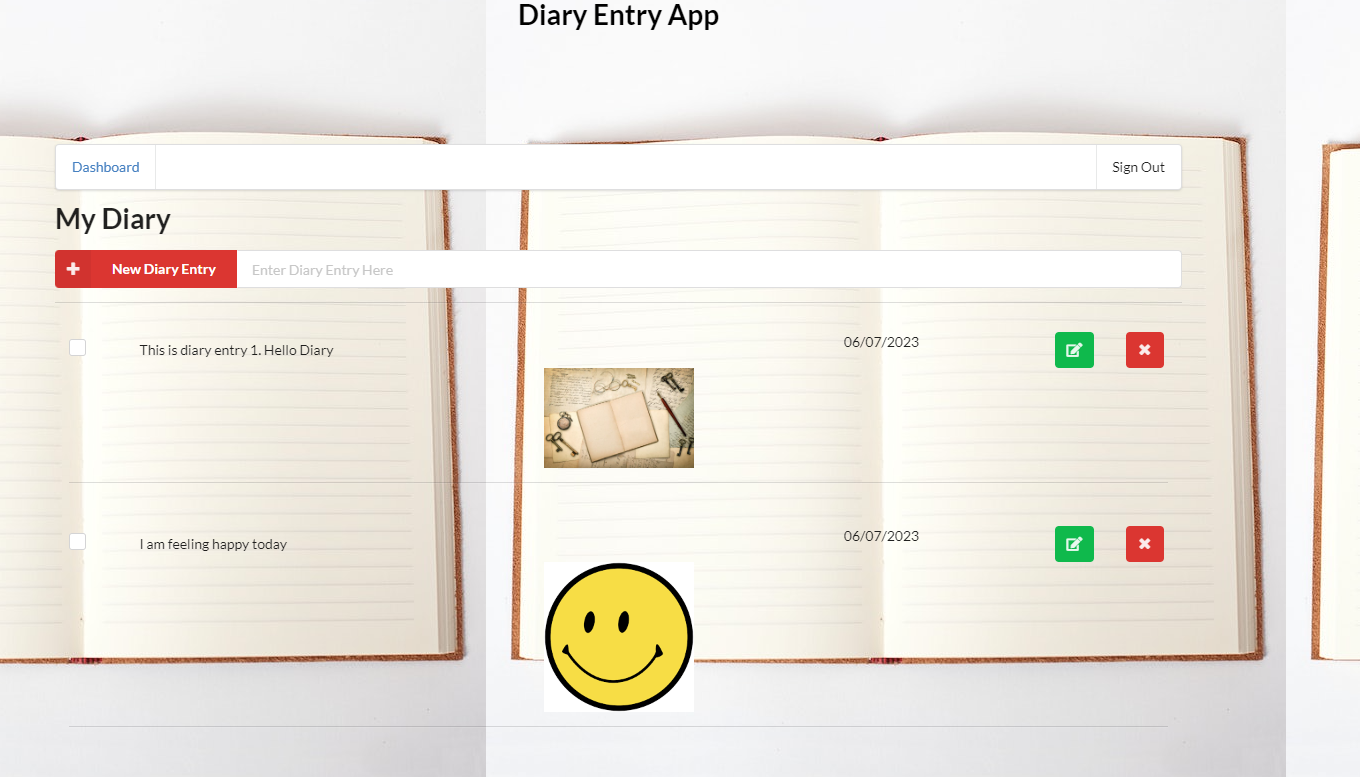 Diary Entry App
Dashboard
Sign Out
My Diary
New Diary Entry
Enter Diary Entry Here
This is diary entry 1. Hello Diary
06/07/2023
I am feeling happy today
06/07/2023